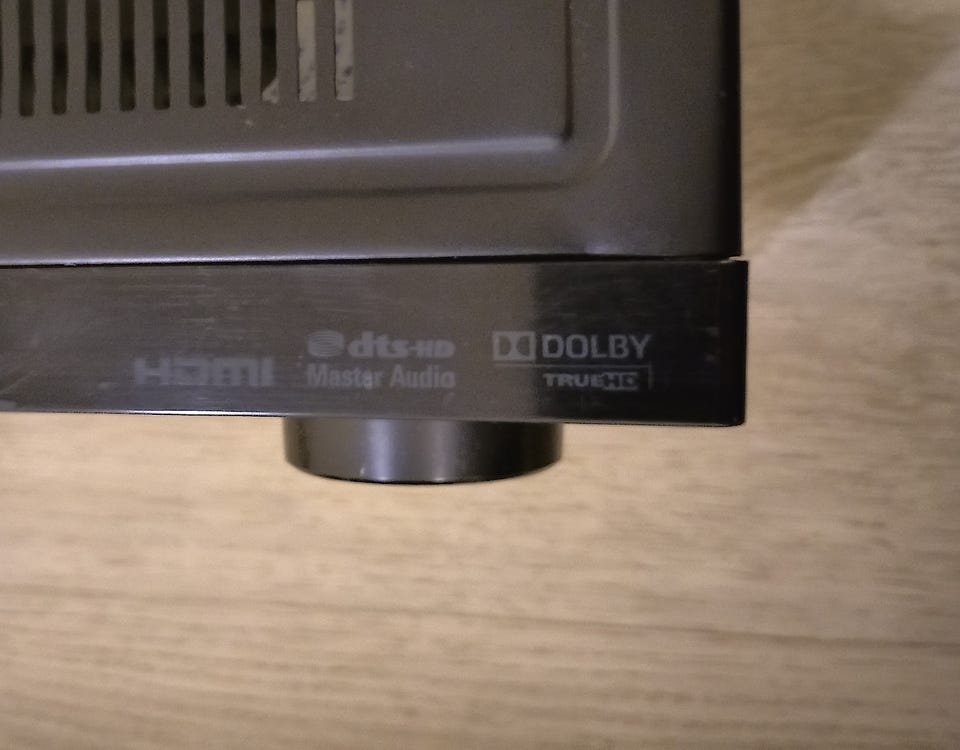 HDMI
dts-HD
Master Audio
DOLBY
TRUEHD